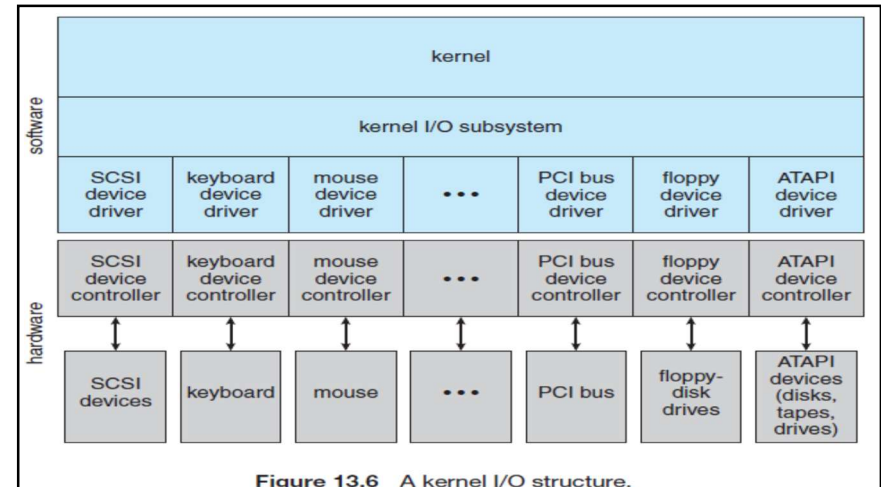 kernel
kernel I/O subsystem
software
SCSI
device
driver
keyboard
device
driver
mouse
device
driver
•••
PCI bus
device
driver
floppy
device
driver
ATAPI
device
driver
hardware
SCSI
device
controller
keyboard
device
controller
mouse
device
controller
•••
PCI bus
device
controller
floppy
device
controller
ATAPI
device
controller
SCSI
devices
keyboard
mouse
•••
PCI bus
floppy-
disk
drives
ATAPI
devices
(disks,
tapes,
drives)
Figure 13.6 A kernel I/O structure.